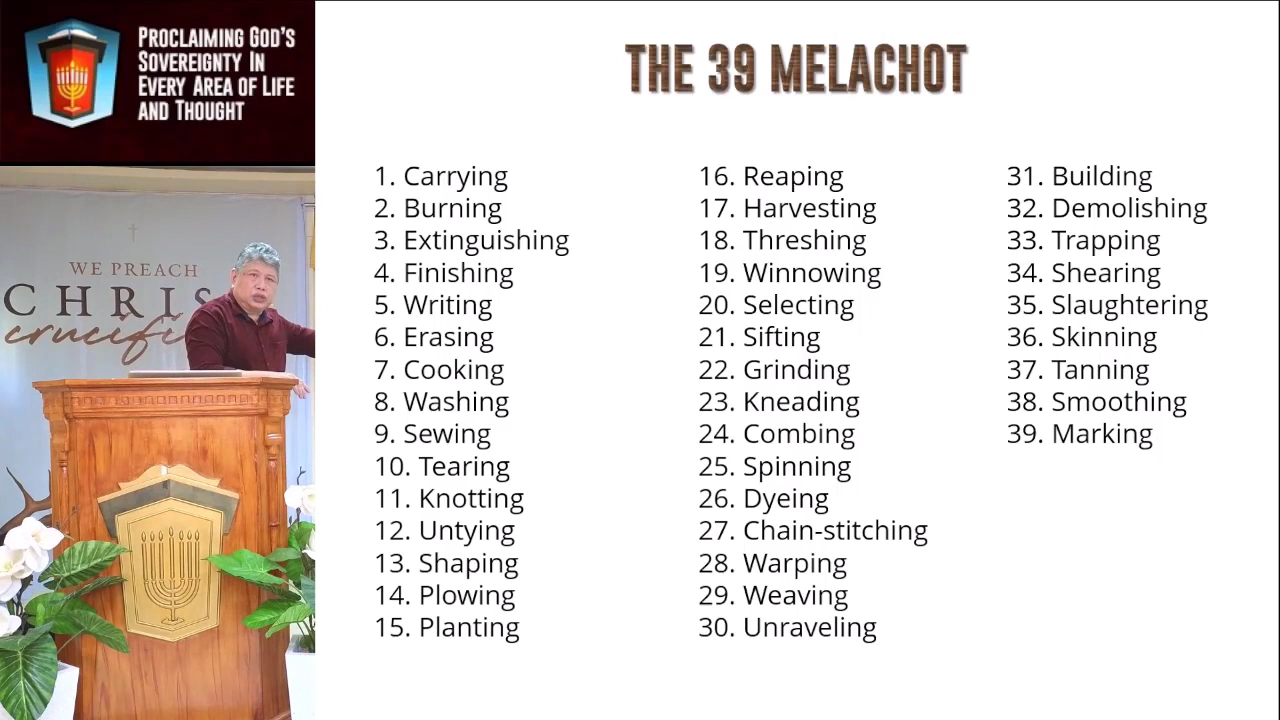 PROCLAIMING GOD'S
SOVEREIGNTY IN
EVERY AREA OF LIFE
AND THOUGHT
WE PREACH
CHRIS
crucifi
THE 39 MELACHOT
1. Carrying
2. Burning
3. Extinguishing
4. Finishing
5. Writing
6. Erasing
7. Cooking
8. Washing
9. Sewing
10. Tearing
11. Knotting
12. Untying
13. Shaping
14. Plowing
15. Planting
16. Reaping
17. Harvesting
18. Threshing
19. Winnowing
20. Selecting
21. Sifting
22. Grinding
23. Kneading
24. Combing
25. Spinning
26. Dyeing
27. Chain-stitching
28. Warping
29. Weaving
30. Unraveling
31. Building
32. Demolishing
33. Trapping
34. Shearing
35. Slaughtering
36. Skinning
37. Tanning
38. Smoothing
39. Marking